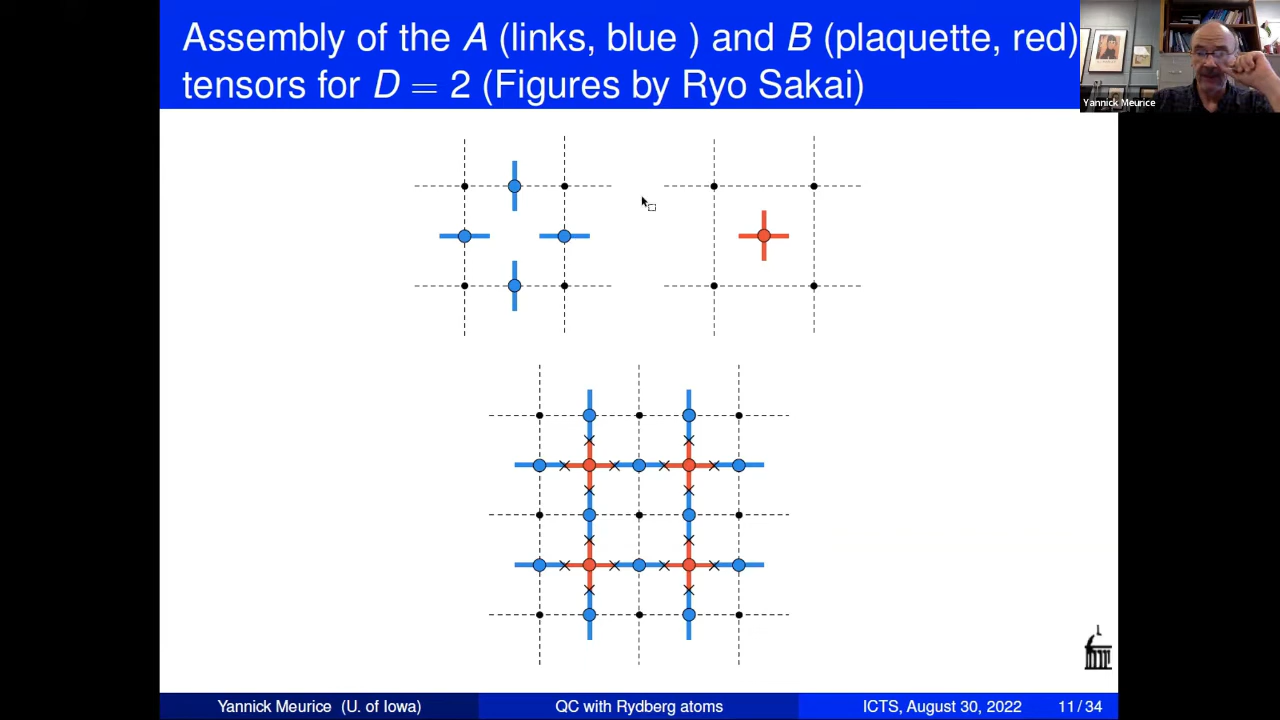 Assembly of the A (links, blue ) and B (plaquette, red)
tensors for D = 2 (Figures by Ryo Sakai)
Yannick Meurice
Yannick Meurice (U. of Iowa)
QC with Rydberg atoms
ICTS, August 30, 2022
11 / 34